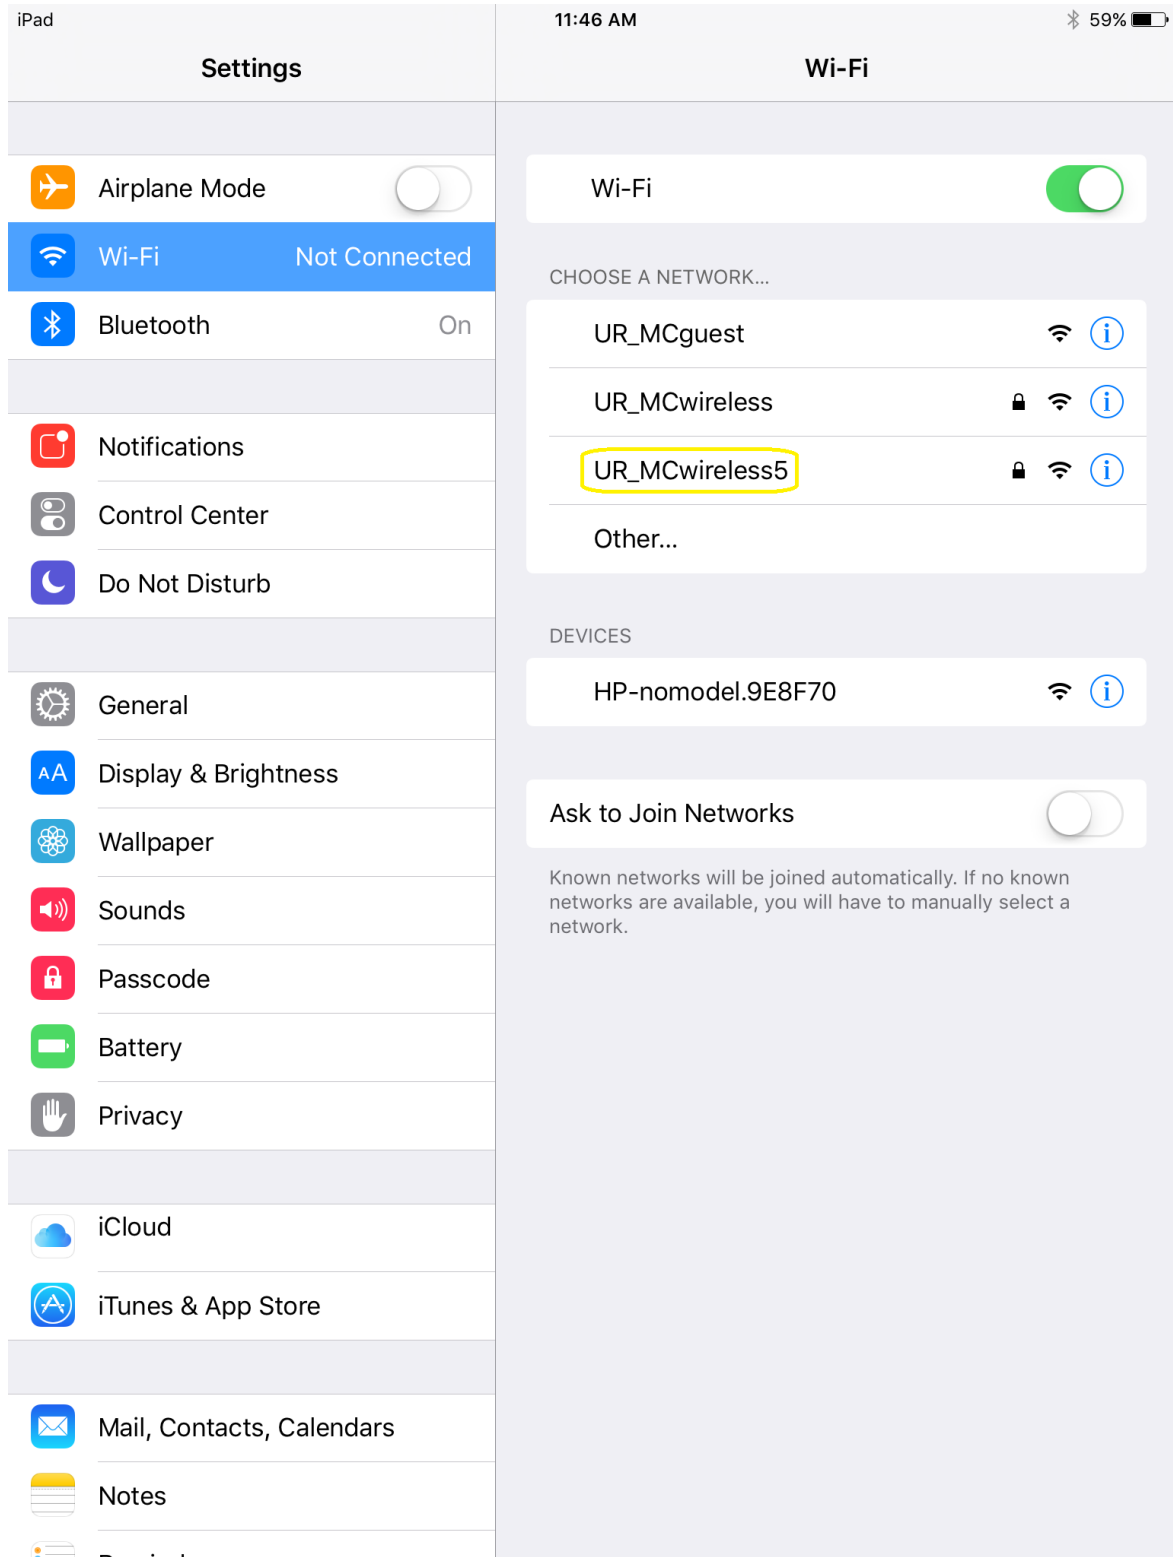 iPad
11:46 AM
59%
Settings
Wi-Fi
Airplane Mode
Wi-Fi
Not Connected
Bluetooth
On
Notifications
Control Center
Do Not Disturb
General
AA
Display & Brightness
Wallpaper
Sounds
Passcode
Battery
Privacy
iCloud
iTunes & App Store
Mail, Contacts, Calendars
Notes
Wi-Fi
CHOOSE A NETWORK...
UR_MCguest
UR_MCwireless
UR_MCwireless5
Other...
DEVICES
HP-nomodel.9E8F70
Ask to Join Networks
Known networks will be joined automatically. If no known
networks are available, you will have to manually select a
network.